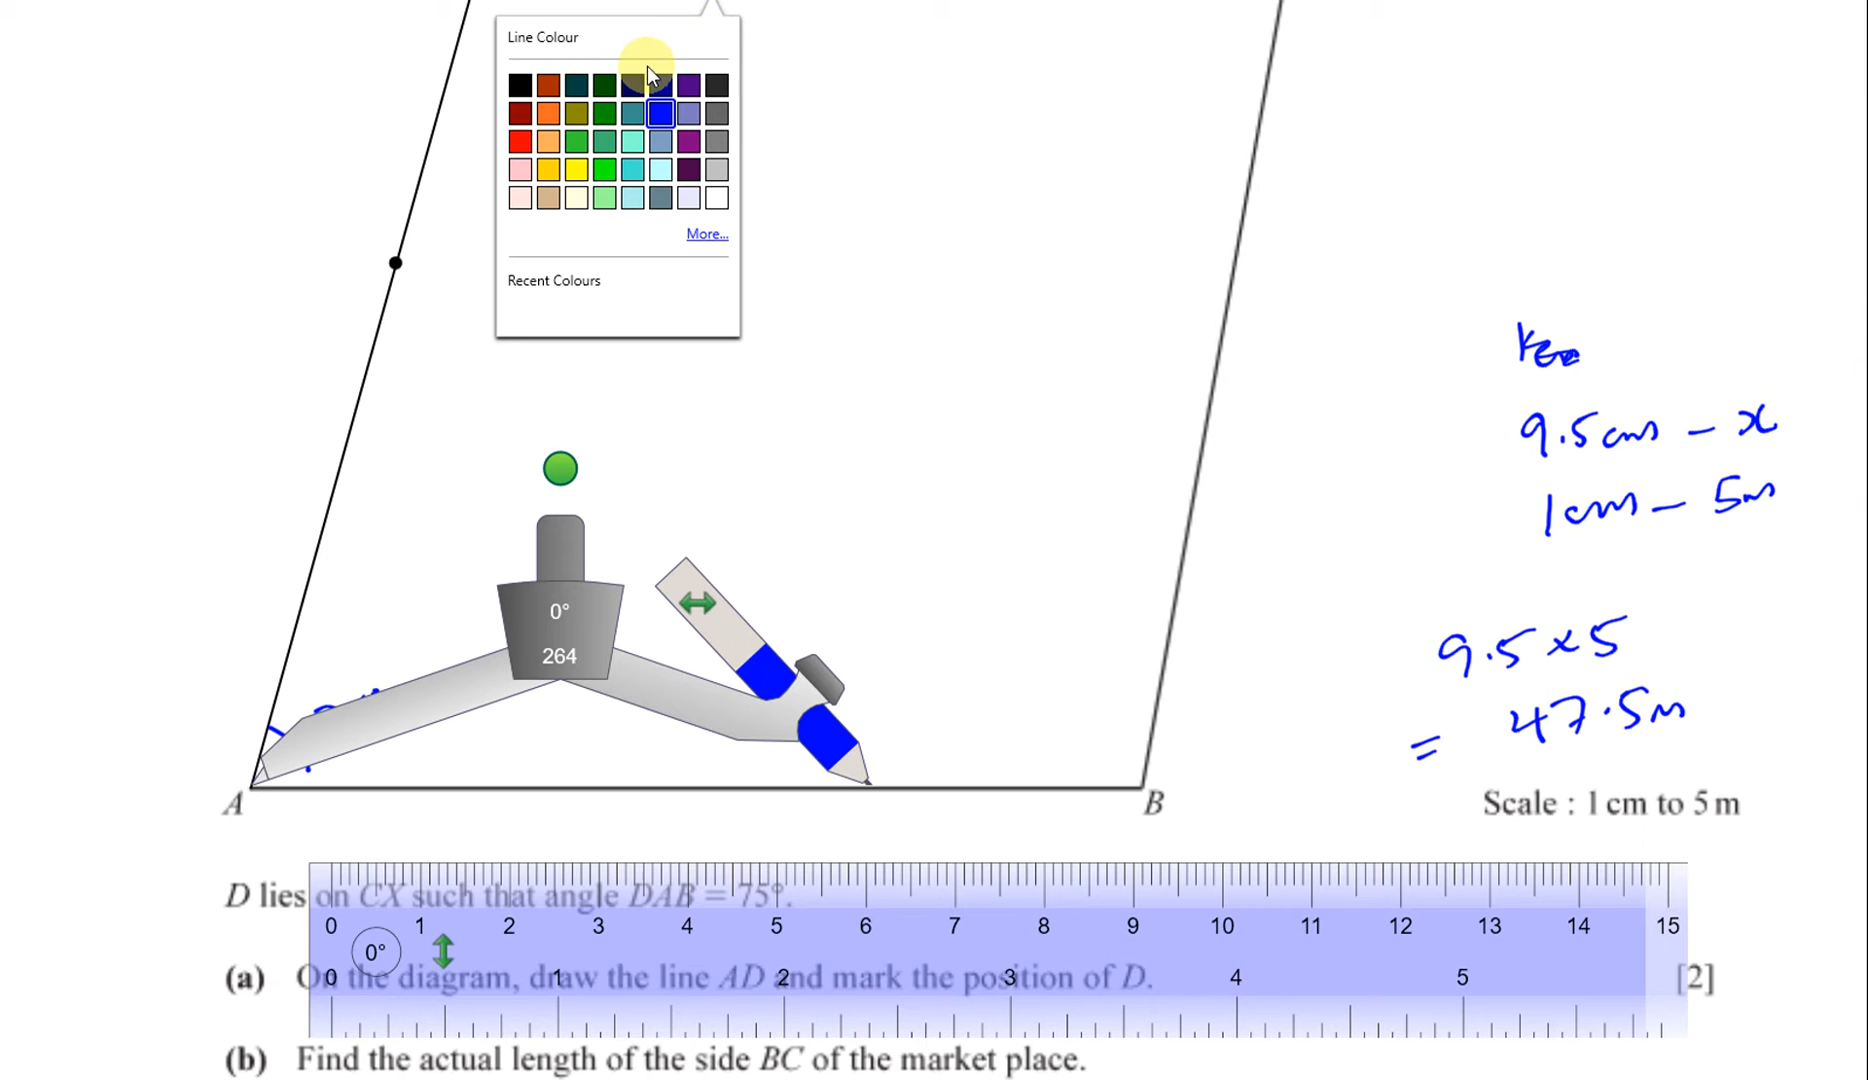 Line Colour
More...
Recent Colours
9.5cm - x
1cm - 5m
0°
264
9.5 x 5
= 47.5m
A
B
Scale : 1 cm to 5 m
D lies on CX such that angle DAB = 75°.
0 1 2 3 4 5 6 7 8 9 10 11 12 13 14 15
0°
(a) On the diagram, draw the line AD and mark the position of D. [2]
0 1 2 3 4 5
(b) Find the actual length of the side BC of the market place.